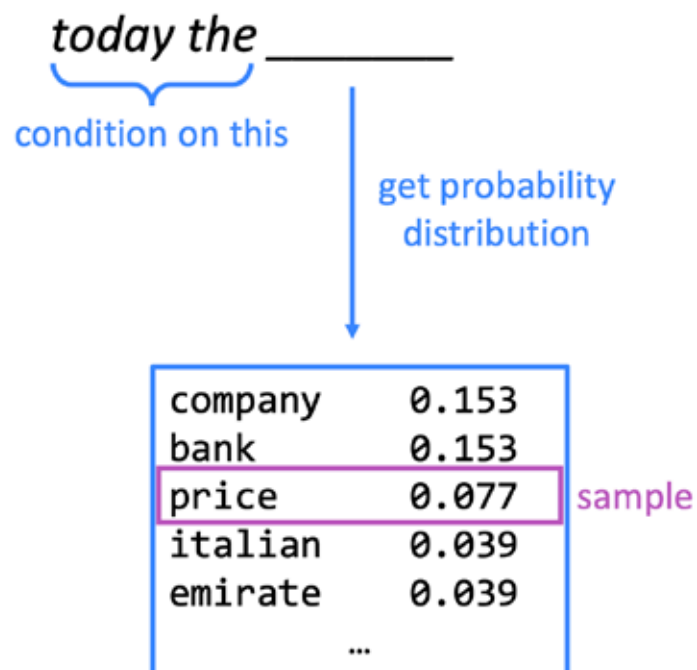 today the ________
condition on this
get probability
distribution
company 0.153
bank 0.153
price 0.077 sample
italian 0.039
emirate 0.039
…